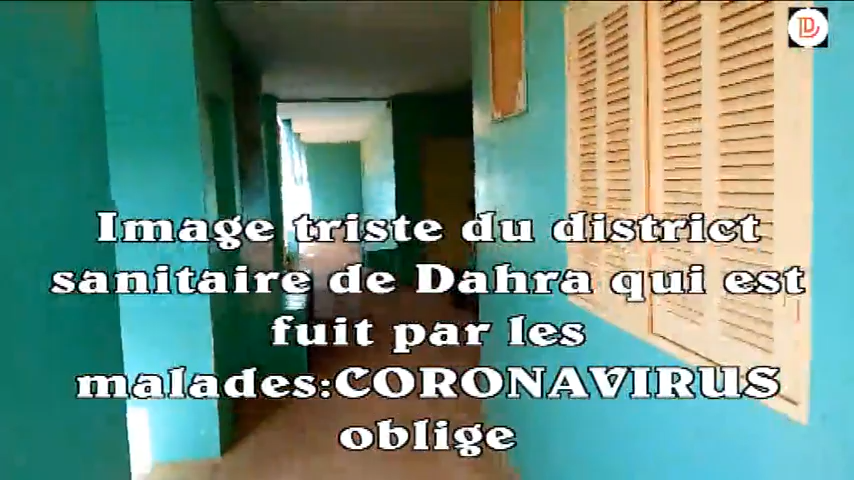 Image triste du district
sanitaire de Dahra qui est
fuit par les
malades:CORONAVIRUS
oblige